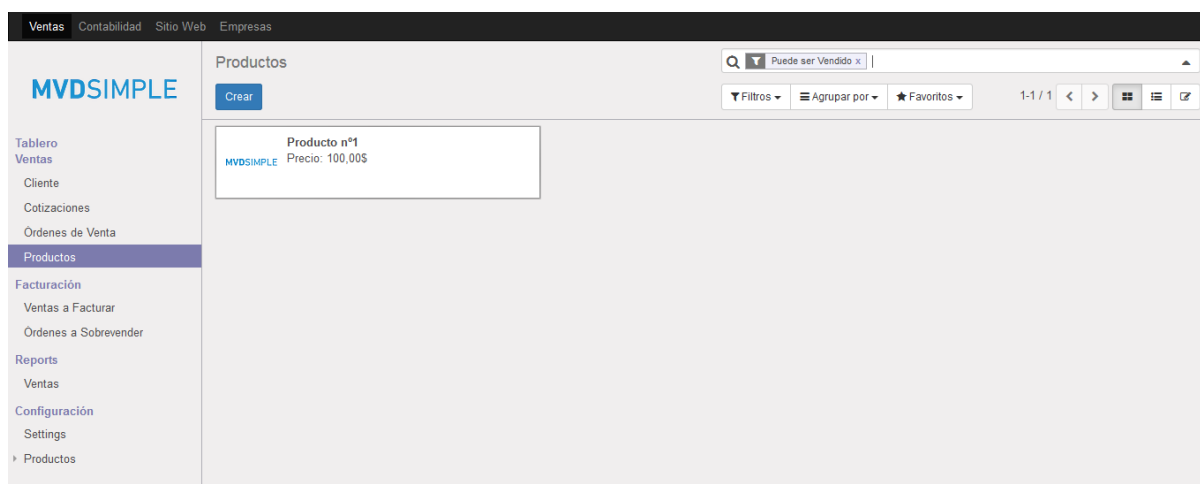 Ventas Contabilidad Sitio Web Empresas
MVDSIMPLE
Tablero
Ventas
Cliente
Cotizaciones
Órdenes de Venta
Productos
Facturación
Ventas a Facturar
Órdenes a Sobrevender
Reports
Ventas
Configuración
Settings
Productos
Productos
Puede ser Vendido x
Crear
Filtros Agrupar por Favoritos 1-1 / 1
MVDSIMPLE
Producto nº1
Precio: 100,00$